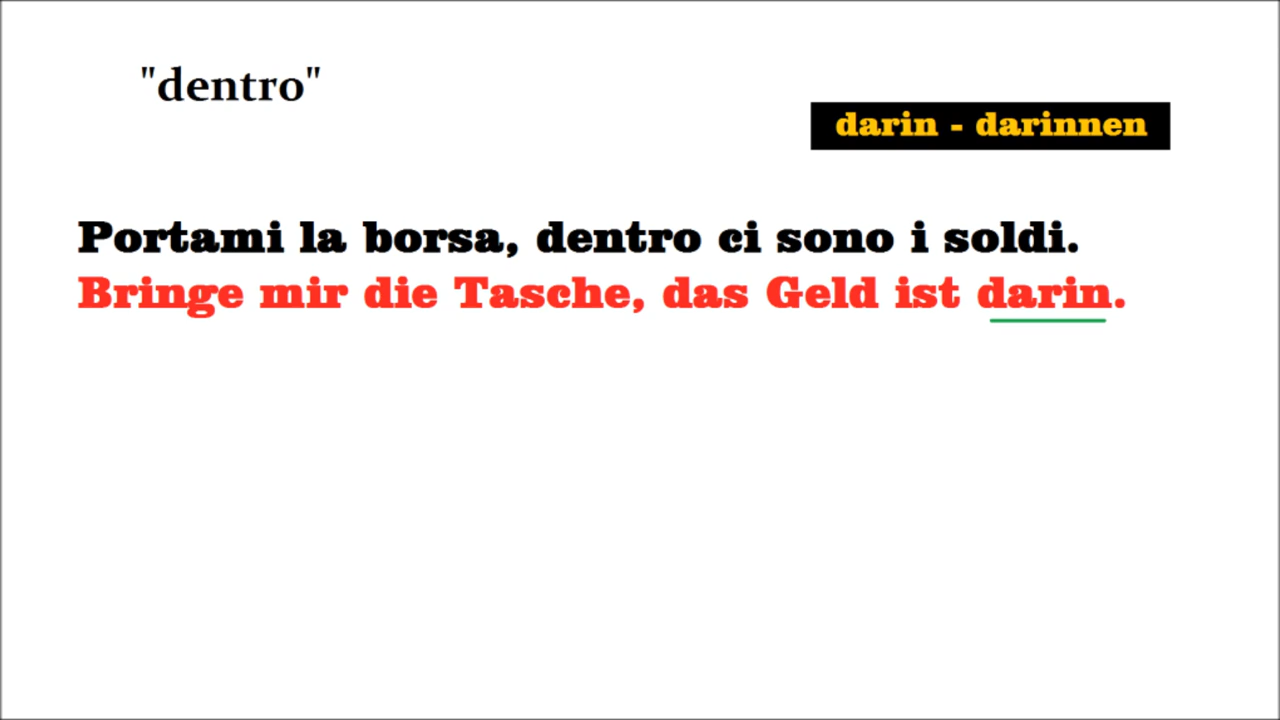 "dentro"
darin - darinnen
Portami la borsa, dentro ci sono i soldi.
Bringe mir die Tasche, das Geld ist darin.